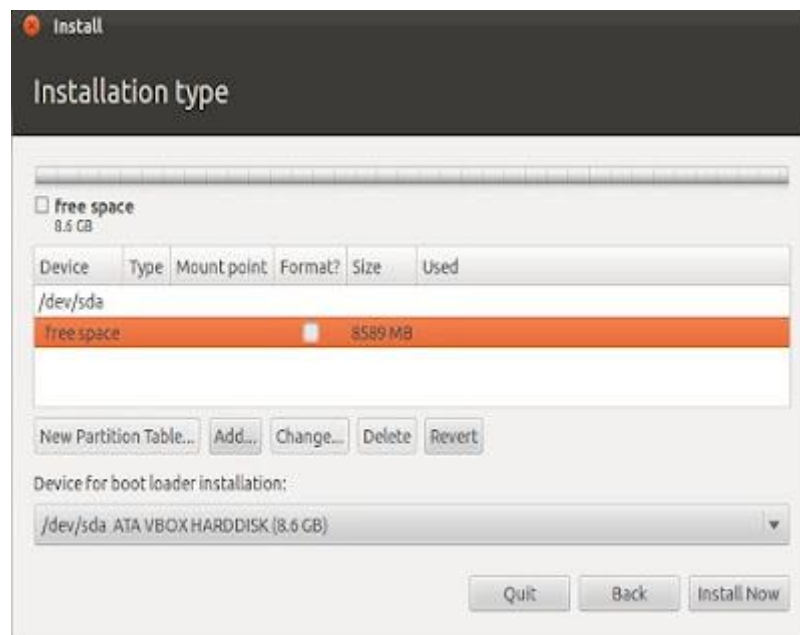 Install
Installation type
free space
8.6 GB
Device Type Mount point Format? Size Used
/dev/sda
free space 8589 MB
New Partition Table... Add... Change... Delete Revert
Device for boot loader installation:
/dev/sda ATA VBOX HARDDISK (8.6 GB)
Quit Back Install Now